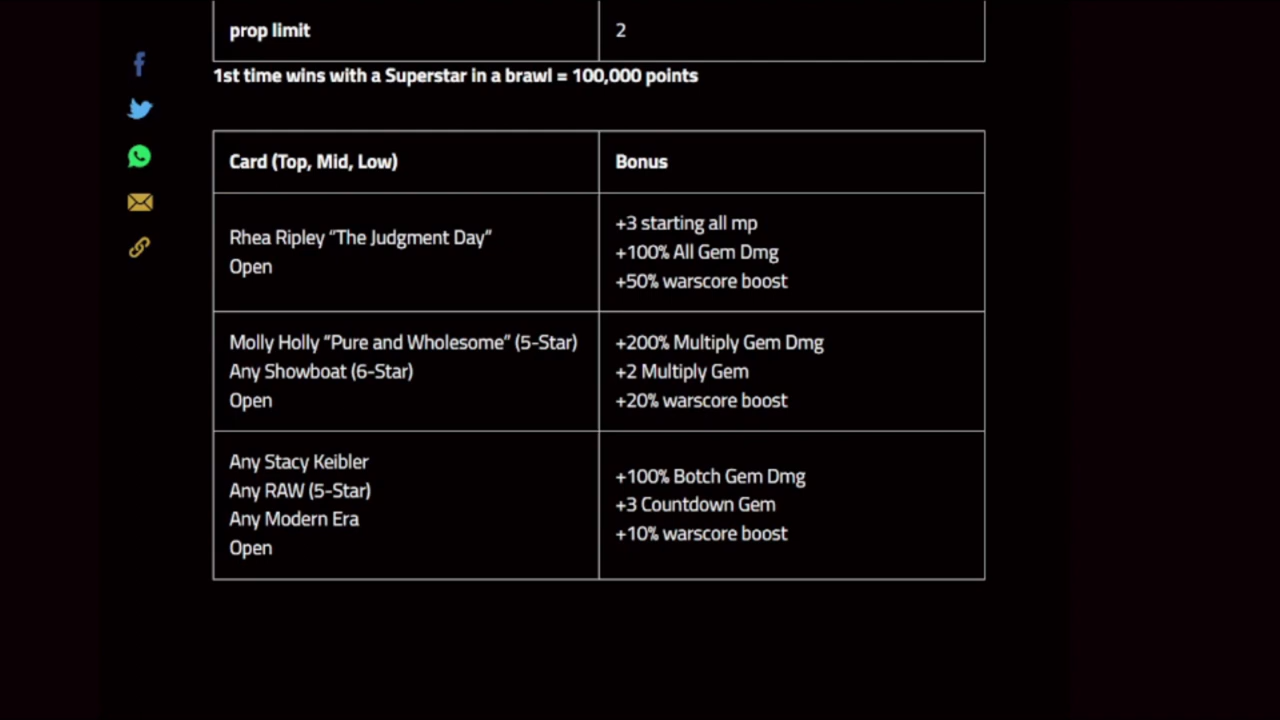 prop limit
2
1st time wins with a Superstar in a brawl = 100,000 points
Card (Top, Mid, Low)
Bonus
Rhea Ripley “The Judgment Day”
Open
+3 starting all mp
+100% All Gem Dmg
+50% warscore boost
Molly Holly “Pure and Wholesome” (5-Star)
Any Showboat (6-Star)
Open
+200% Multiply Gem Dmg
+2 Multiply Gem
+20% warscore boost
Any Stacy Keibler
Any RAW (5-Star)
Any Modern Era
Open
+100% Botch Gem Dmg
+3 Countdown Gem
+10% warscore boost